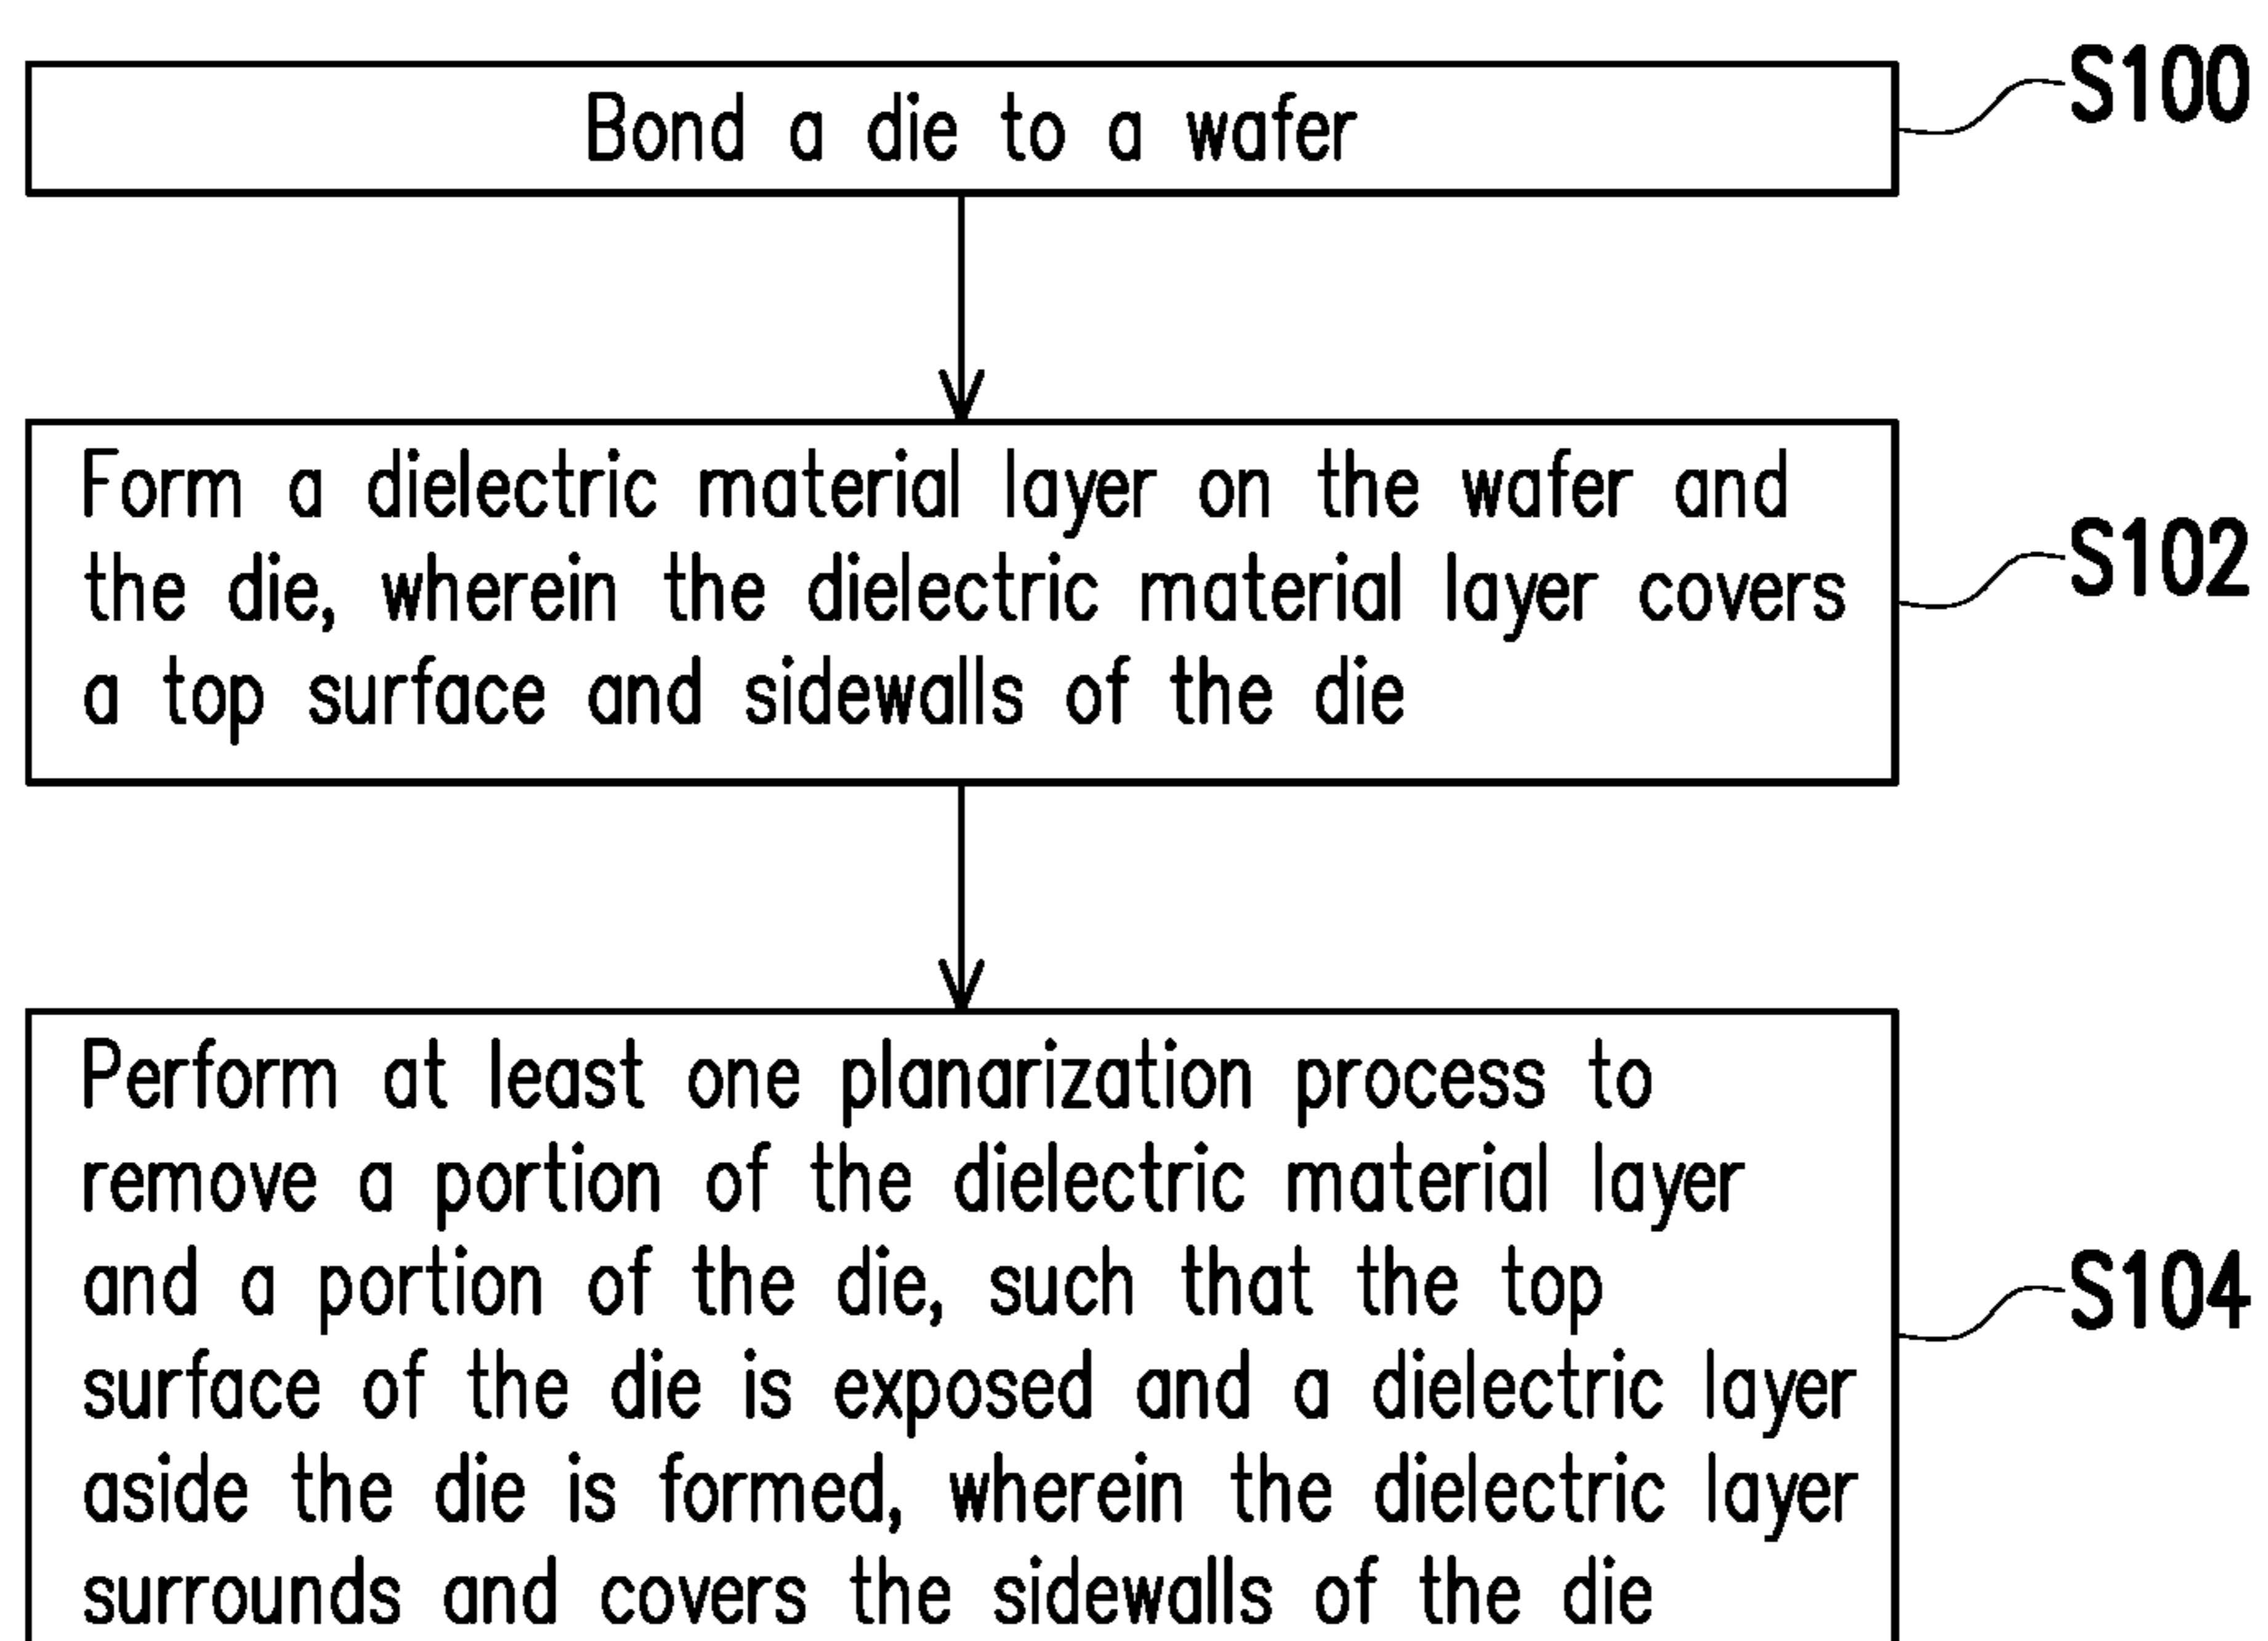 Bond a die to a wafer
S100
Form a dielectric material layer on the wafer and
the die, wherein the dielectric material layer covers
a top surface and sidewalls of the die
S102
Perform at least one planarization process to
remove a portion of the dielectric material layer
and a portion of the die, such that the top
surface of the die is exposed and a dielectric layer
aside the die is formed, wherein the dielectric layer
surrounds and covers the sidewalls of the die
S104